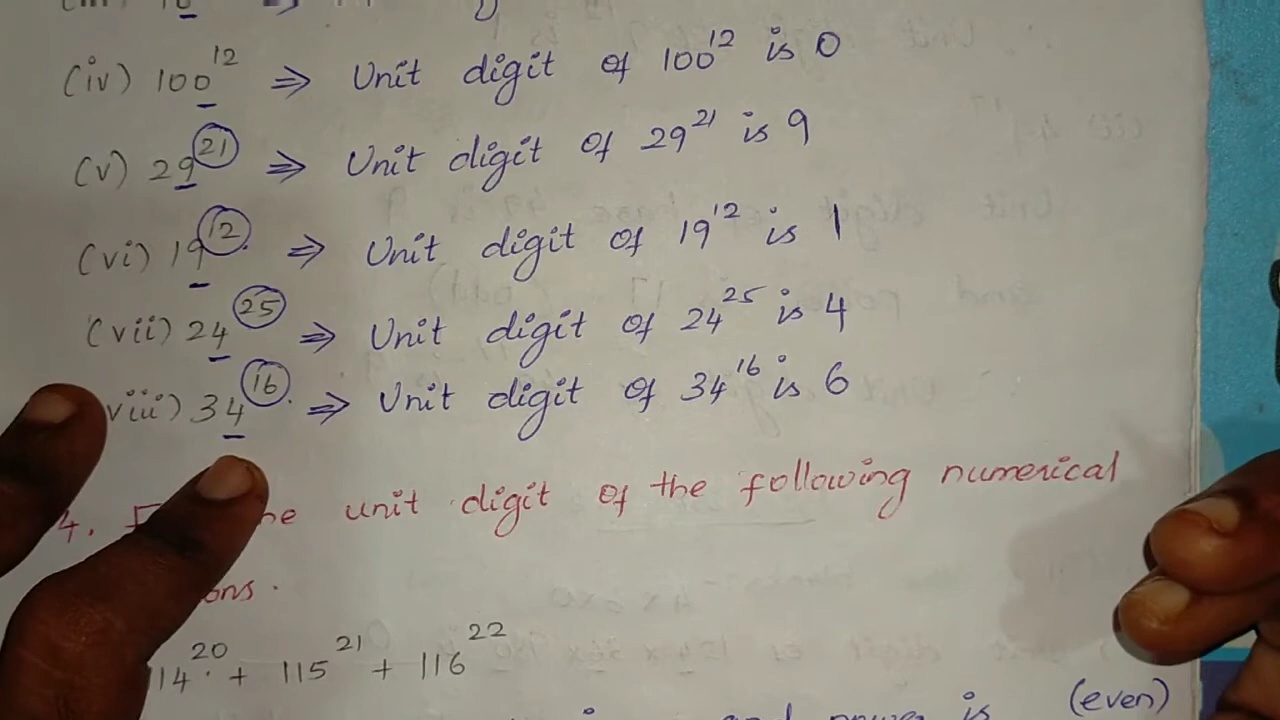 (iv) 100^12 ⇒ Unit digit of 100^12 is 0
(v) 29^21 ⇒ Unit digit of 29^21 is 9
(vi) 19^12 ⇒ Unit digit of 19^12 is 1
(vii) 24^25 ⇒ Unit digit of 24^25 is 4
viii) 34^16 ⇒ Unit digit of 34^16 is 6
4. unit digit of the following numerical
ons.
114^20 + 115^21 + 116^22
(even)